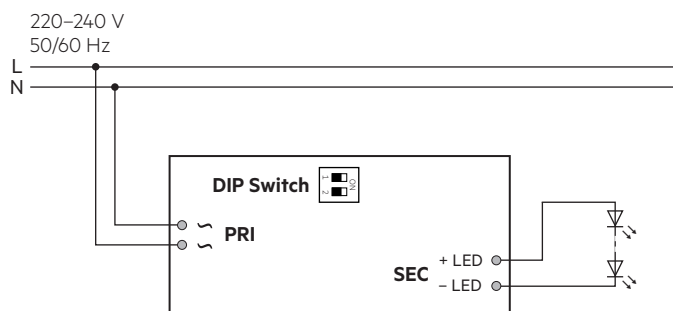 220–240 V
50/60 Hz
L
N
DIP Switch
1
2
ON
~
~ PRI
+ LED
SEC
– LED